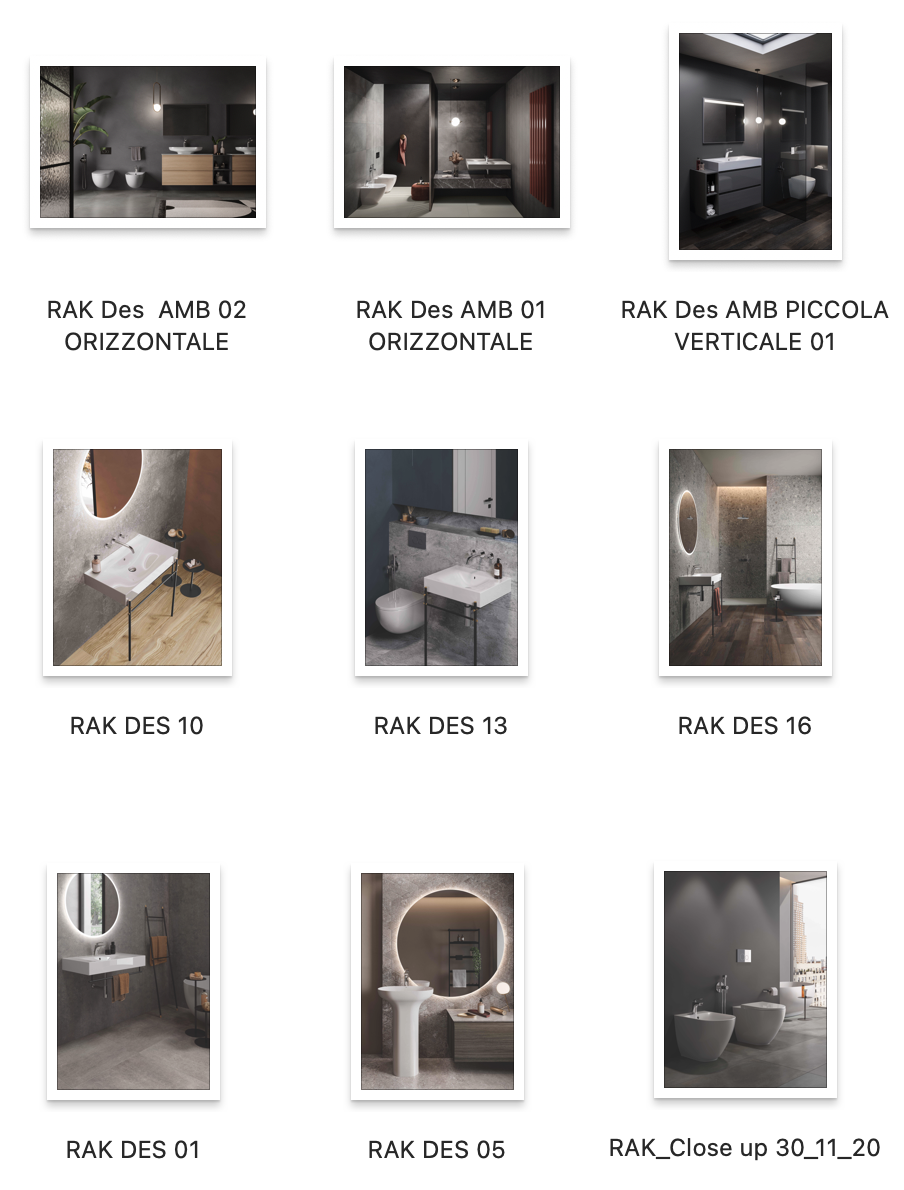 RAK Des  AMB 02
ORIZZONTALE
RAK Des AMB 01
ORIZZONTALE
RAK Des AMB PICCOLA
VERTICALE 01
RAK DES 10
RAK DES 13
RAK DES 16
RAK DES 01
RAK DES 05
RAK_Close up 30_11_20